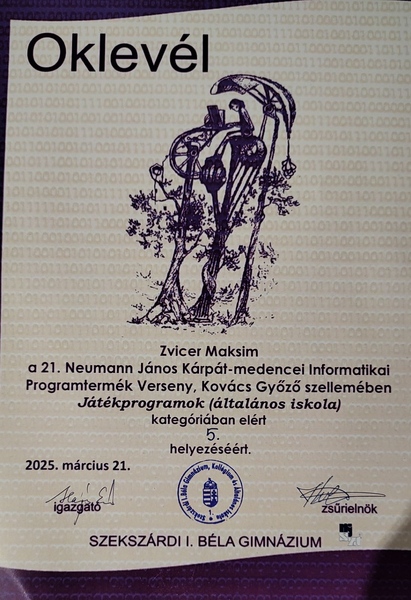 Oklevél
Zvicer Maksim
a 21. Neumann János Kárpát-medencei Informatikai
Programtermék Verseny, Kovács Győző szellemében
Játékprogramok (általános iskola)
kategóriában elért
5.
helyezéséért.
2025. március 21.
igazgató
zsűrielnök
SZEKSZÁRDI I. BÉLA GIMNÁZIUM